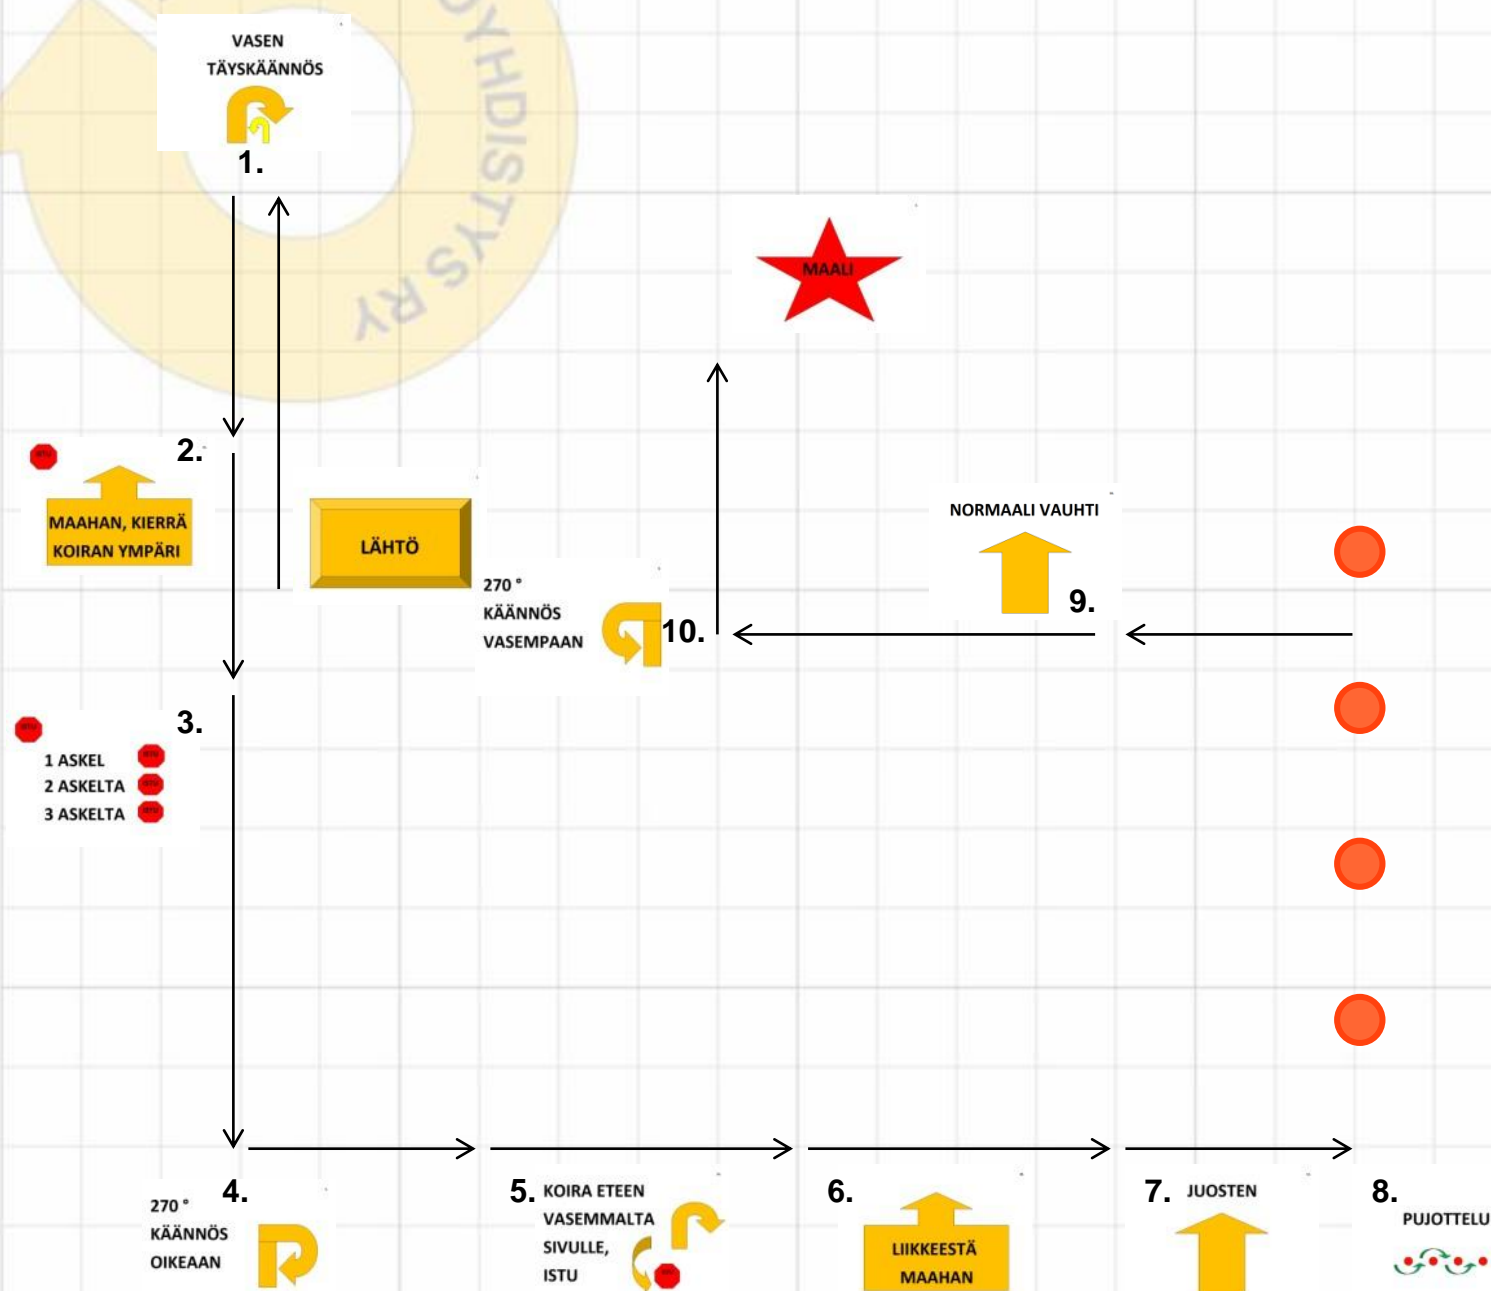 ÖYHDISTYS RY
VASEN
TÄYSKÄÄNNÖS
1.
MAALI
2.
MAAHAN, KIERRÄ
KOIRAN YMPÄRI
LÄHTÖ
270 °
KÄÄNNÖS
VASEMPAAN
10.
NORMAALI VAUHTI
9.
3.
1 ASKEL
2 ASKELTA
3 ASKELTA
4.
270 °
KÄÄNNÖS
OIKEAAN
5.
KOIRA ETEEN
VASEMMALTA
SIVULLE,
ISTU
6.
LIIKKEESTÄ
MAAHAN
7.
JUOSTEN
8.
PUJOTTELU